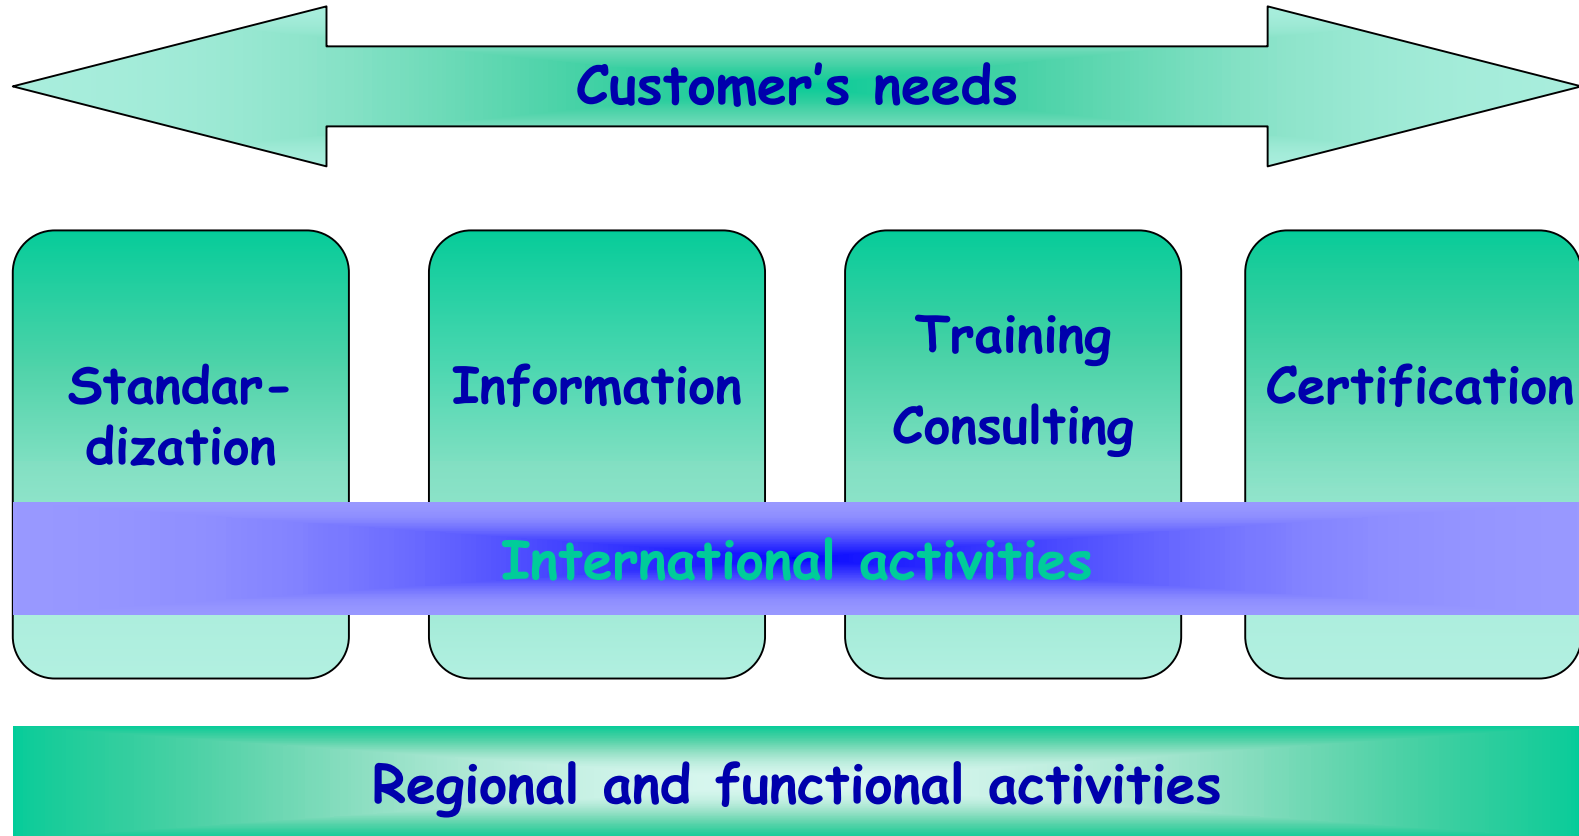 Customer's needs
Standar-
dization
Information
Training
Consulting
Certification
International activities
Regional and functional activities